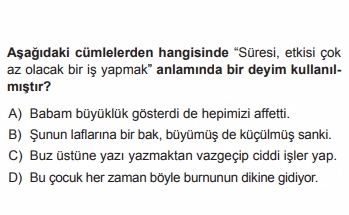 Aşağıdaki cümlelerden hangisinde “Süresi, etkisi çok
az olacak bir iş yapmak” anlamında bir deyim kullanıl-
mıştır?
A) Babam büyüklük gösterdi de hepimizi affetti.
B) Şunun laflarına bir bak, büyümüş de küçülmüş sanki.
C) Buz üstüne yazı yazmaktan vazgeçip ciddi işler yap.
D) Bu çocuk her zaman böyle burnunun dikine gidiyor.